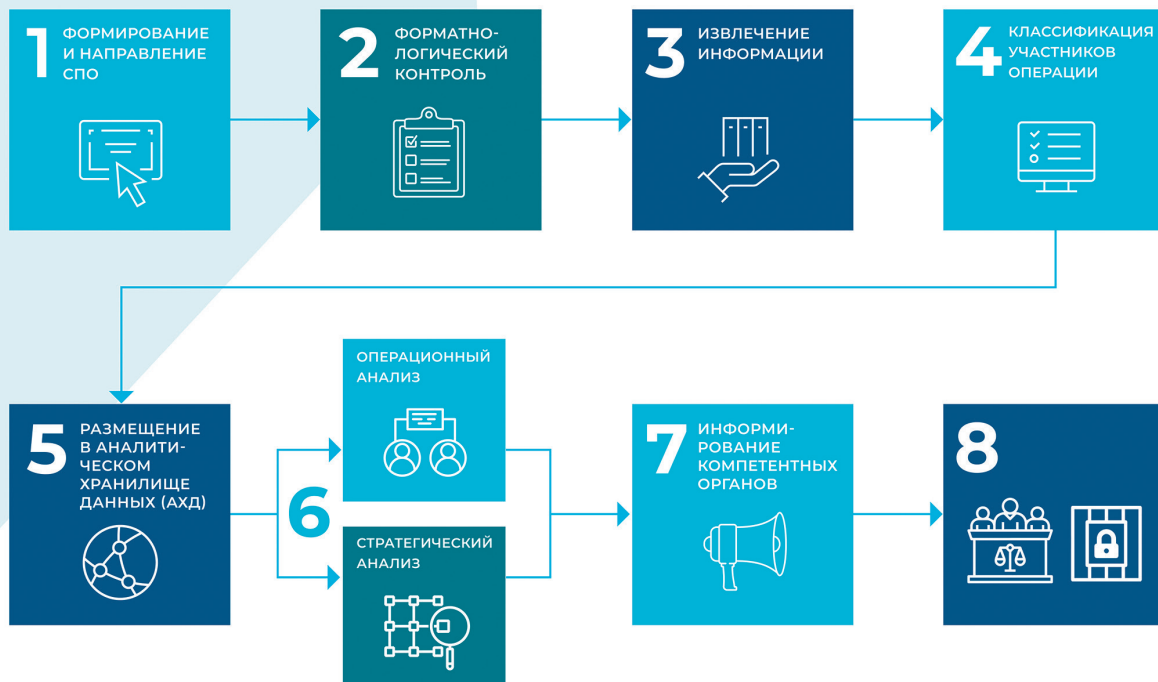 1
ФОРМИРОВАНИЕ
И НАПРАВЛЕНИЕ
СПО
2
ФОРМАТНО-
ЛОГИЧЕСКИЙ
КОНТРОЛЬ
3
ИЗВЛЕЧЕНИЕ
ИНФОРМАЦИИ
4
КЛАССИФИКАЦИЯ
УЧАСТНИКОВ
ОПЕРАЦИИ
5
РАЗМЕЩЕНИЕ
В АНАЛИТИ-
ЧЕСКОМ
ХРАНИЛИЩЕ
ДАННЫХ (АХД)
6
ОПЕРАЦИОННЫЙ
АНАЛИЗ
СТРАТЕГИЧЕСКИЙ
АНАЛИЗ
7
ИНФОРМИ-
РОВАНИЕ
КОМПЕТЕНТНЫХ
ОРГАНОВ
8